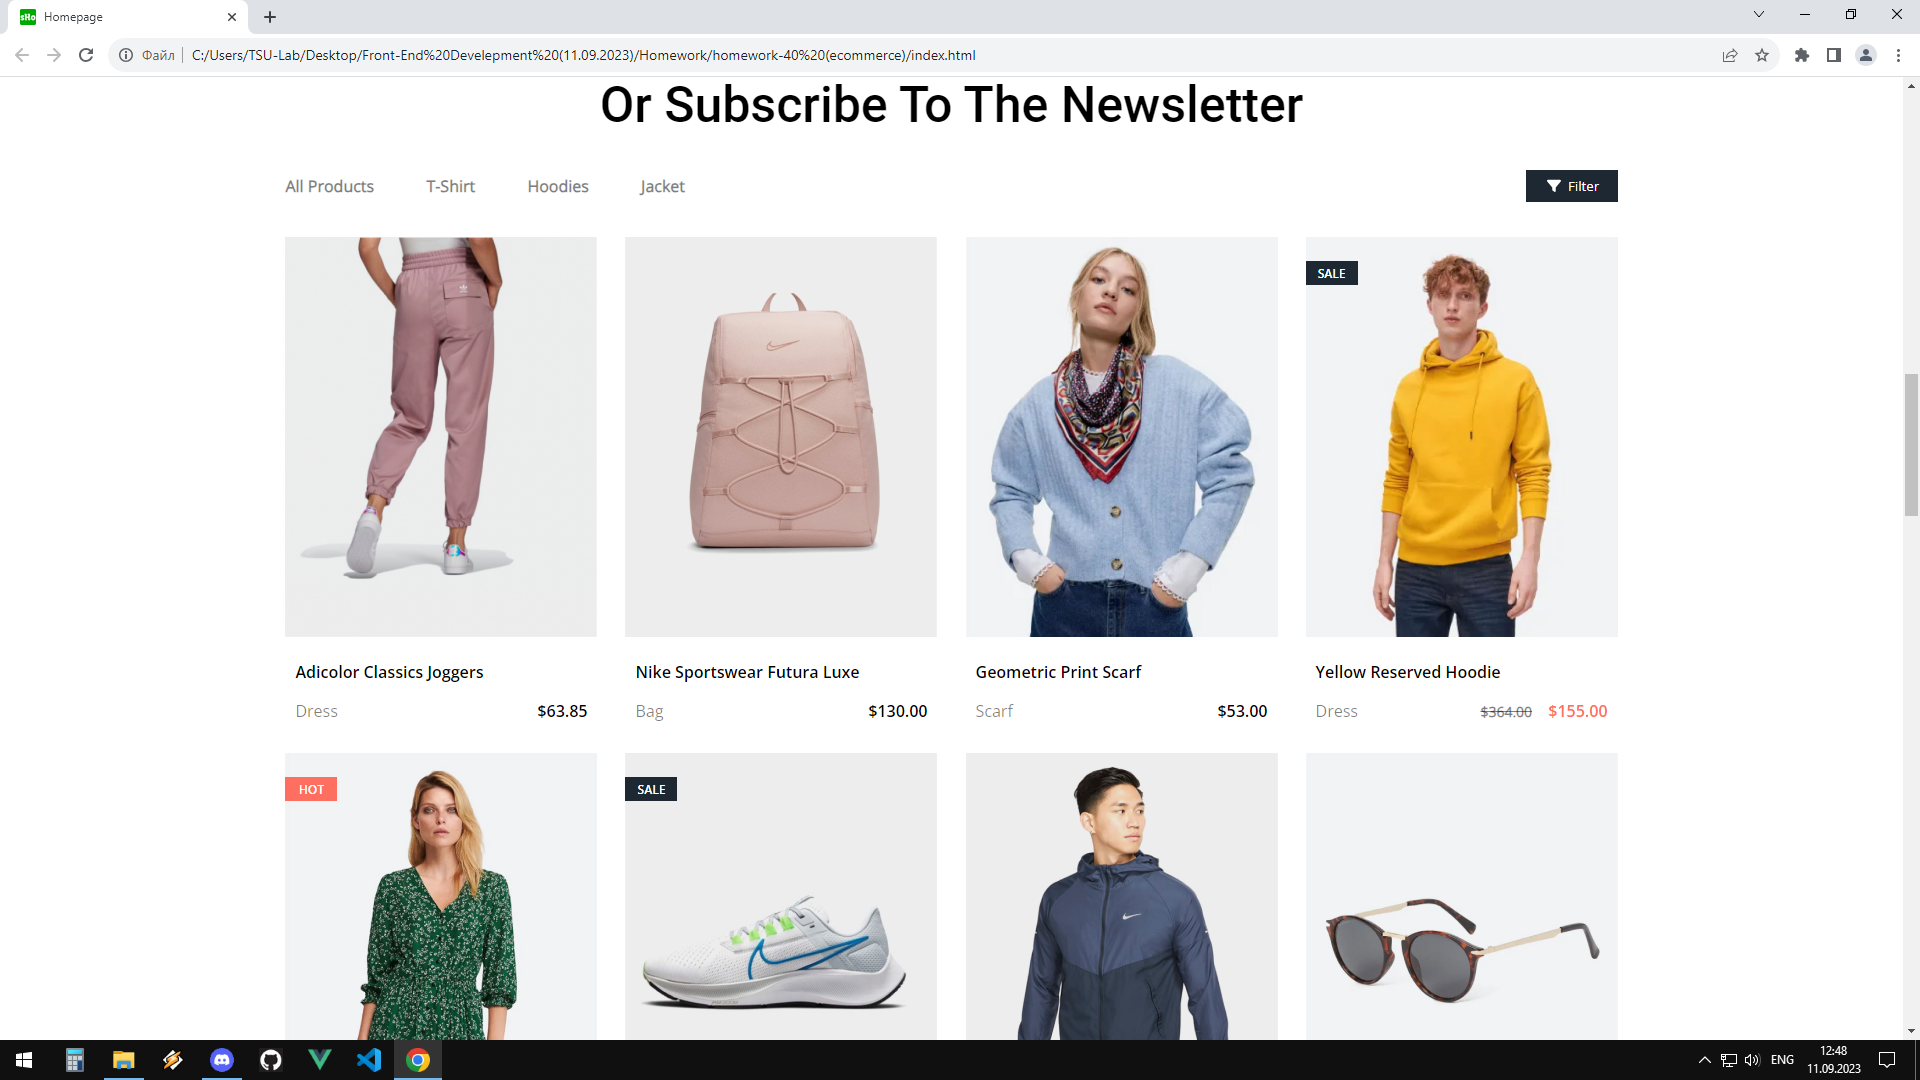 sHo Homepage
Файл C:/Users/TSU-Lab/Desktop/Front-End%20Develepment%20(11.09.2023)/Homework/homework-40%20(ecommerce)/index.html
Or Subscribe To The Newsletter
All Products T-Shirt Hoodies Jacket Filter
SALE
Adicolor Classics Joggers Nike Sportswear Futura Luxe Geometric Print Scarf Yellow Reserved Hoodie
Dress $63.85 Bag $130.00 Scarf $53.00 Dress $364.00 $155.00
HOT SALE
ENG 12:48
11.09.2023